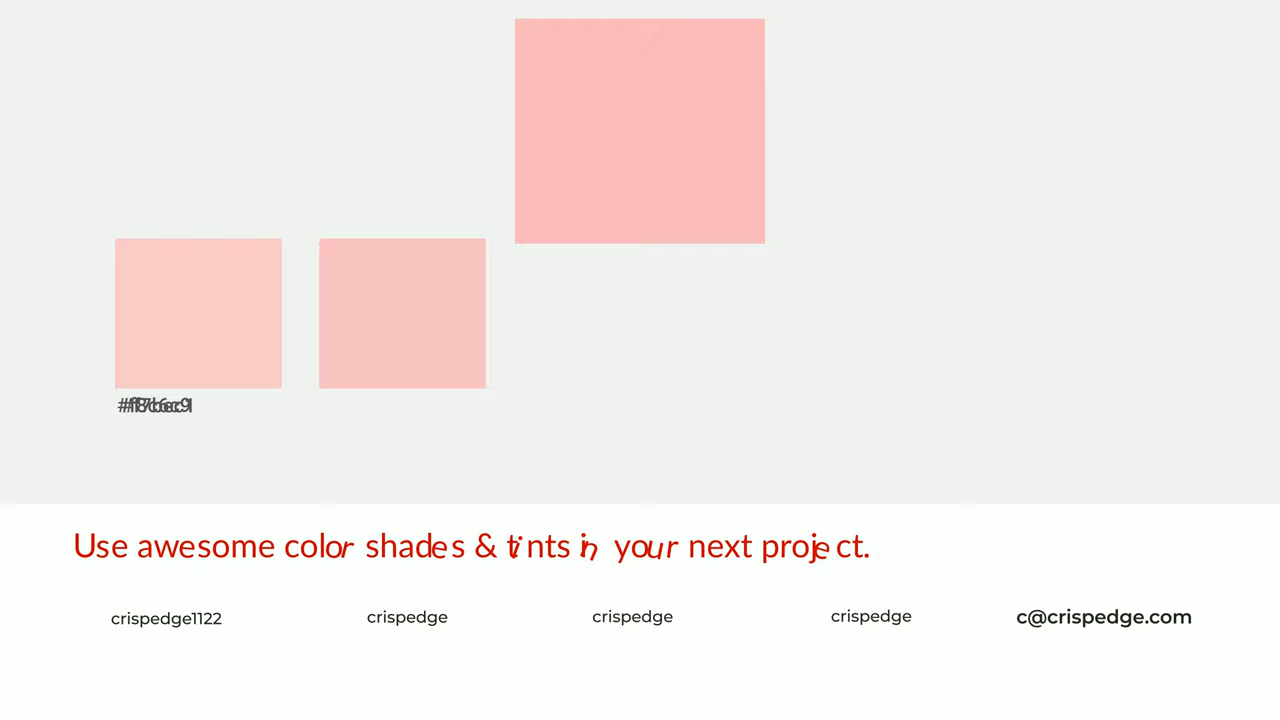 Use awesome color shades & tints in your next project.
crispedge1122 crispedge crispedge crispedge c@crispedge.com